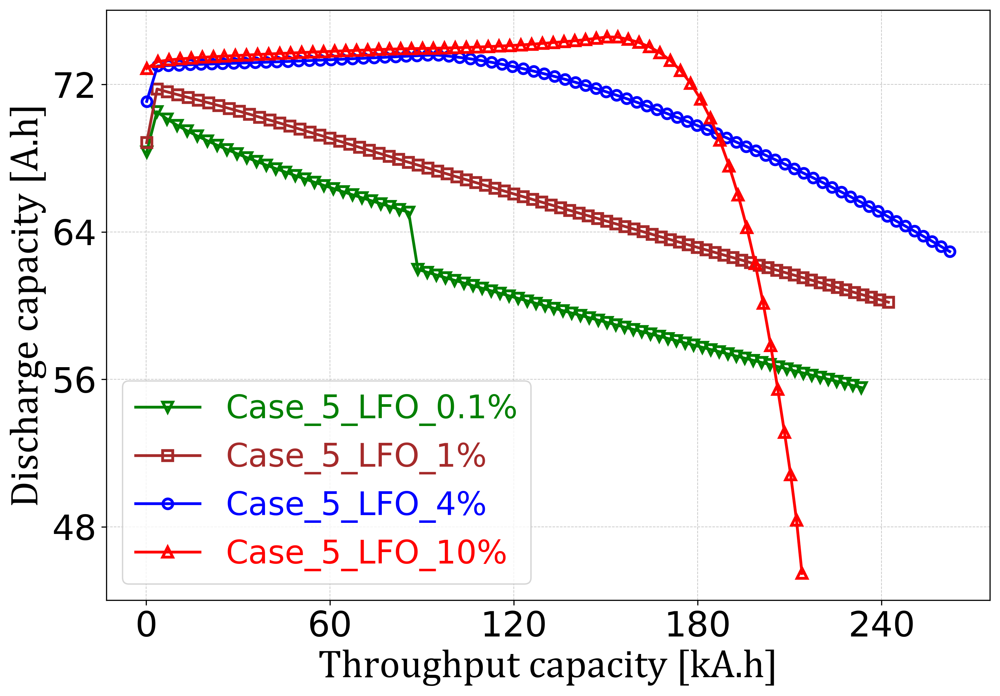 Discharge capacity [A.h]
72
64
56
48
Case_5_LFO_0.1%
Case_5_LFO_1%
Case_5_LFO_4%
Case_5_LFO_10%
0 60 120 180 240
Throughput capacity [kA.h]